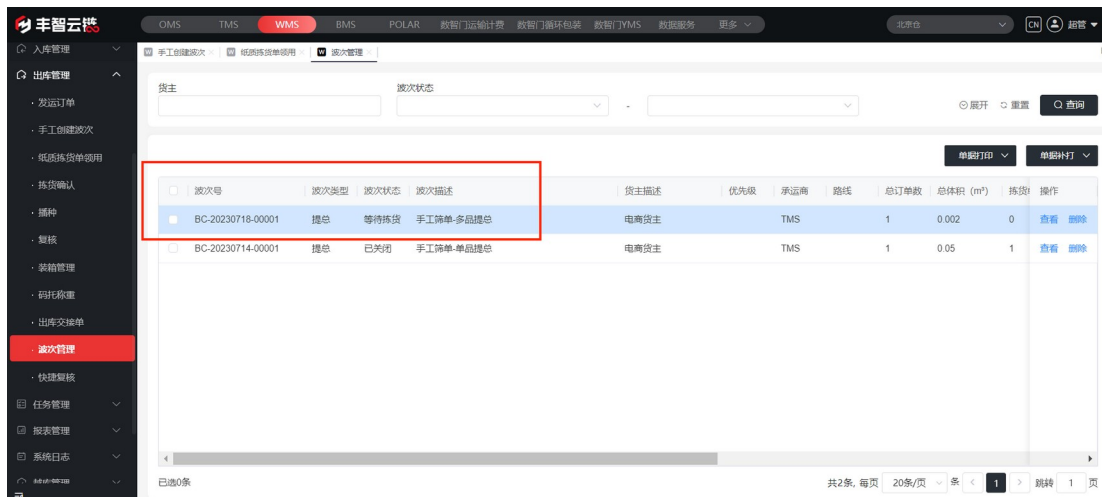 丰智云链
OMS TMS WMS BMS POLAR 数智门运输计费 数智门循环包装 数智门YMS 数据服务 更多
北京仓
CN 超管
入库管理
出库管理
发运订单
手工创建波次
纸质拣货单领用
拣货确认
播种
复核
装箱管理
码托称重
出库交接单
波次管理
快捷复核
任务管理
报表管理
系统日志
越库管理
手工创建波次 纸质拣货单领用 波次管理
货主 波次状态
-
展开 重置 查询
单据打印 单据补打
波次号 波次类型 波次状态 波次描述 货主描述 优先级 承运商 路线 总订单数 总体积 (m³) 拣货 操作
BC-20230718-00001 提总 等待拣货 手工筛单-多品提总 电商货主 TMS 1 0.002 0 查看 删除
BC-20230714-00001 提总 已关闭 手工筛单-单品提总 电商货主 TMS 1 0.05 1 查看 删除
已选0条
共2条, 每页 20条/页 条 < 1 > 跳转 1 页